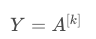 Y = A^{[k]}